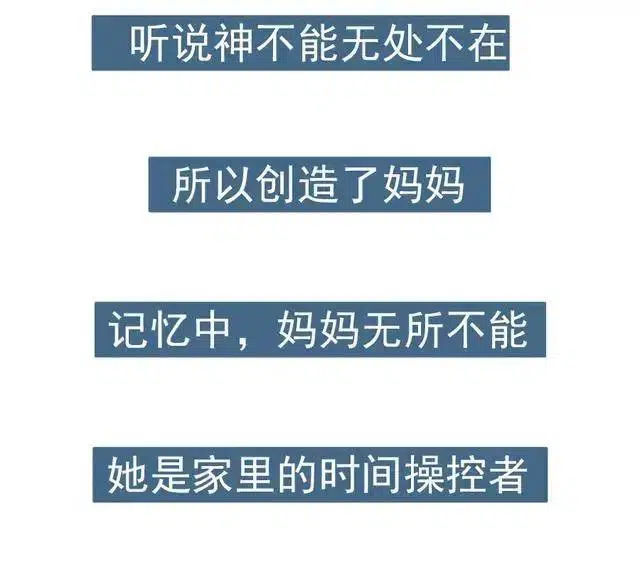 听说神不能无处不在
所以创造了妈妈
记忆中，妈妈无所不能
她是家里的时间操控者